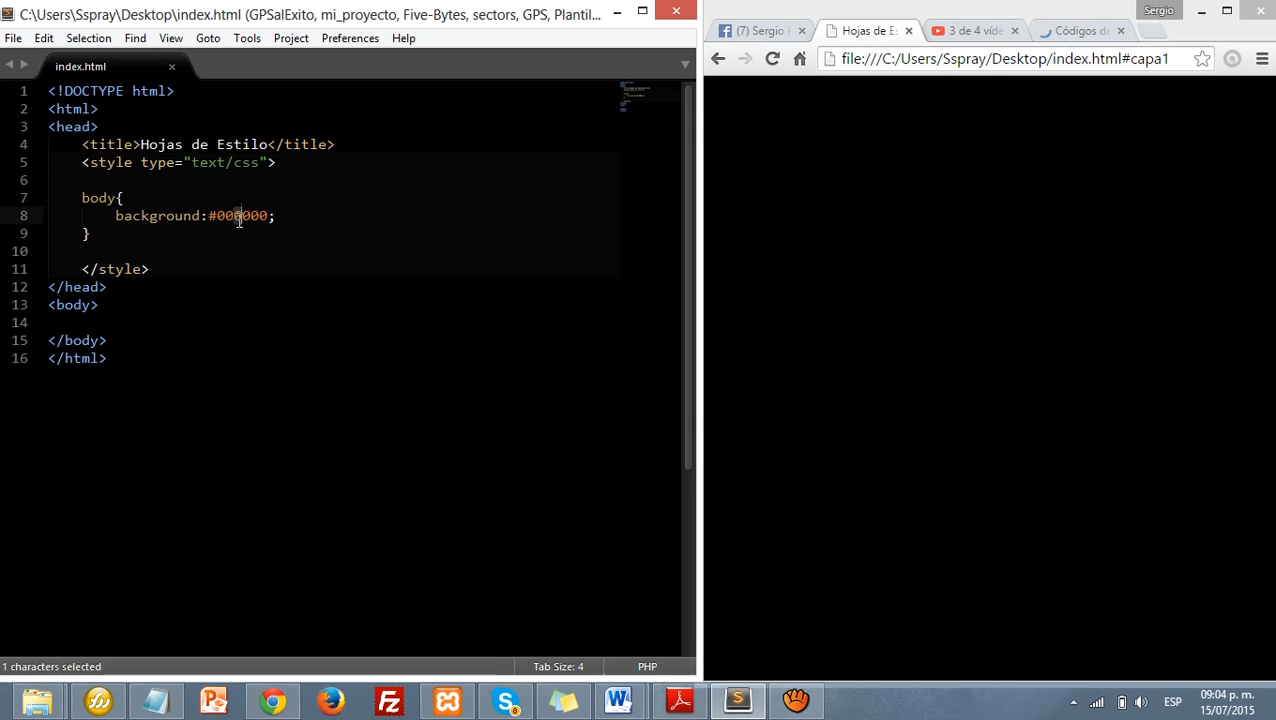 C:\Users\Sspray\Desktop\index.html (GPSalExito, mi_proyecto, Five-Bytes, sectors, GPS, Plantil...
File Edit Selection Find View Goto Tools Project Preferences Help
index.html
1 <!DOCTYPE html>
2 <html>
3 <head>
4 <title>Hojas de Estilo</title>
5 <style type="text/css">
6
7 body{
8 background:#000000;
9 }
10
11 </style>
12 </head>
13 <body>
14
15 </body>
16 </html>
1 characters selected Tab Size: 4 PHP
Sergio
(7) Sergio Hojas de Es 3 de 4 víde Códigos de
file:///C:/Users/Sspray/Desktop/index.html#capa1
ESP
09:04 p. m.
15/07/2015